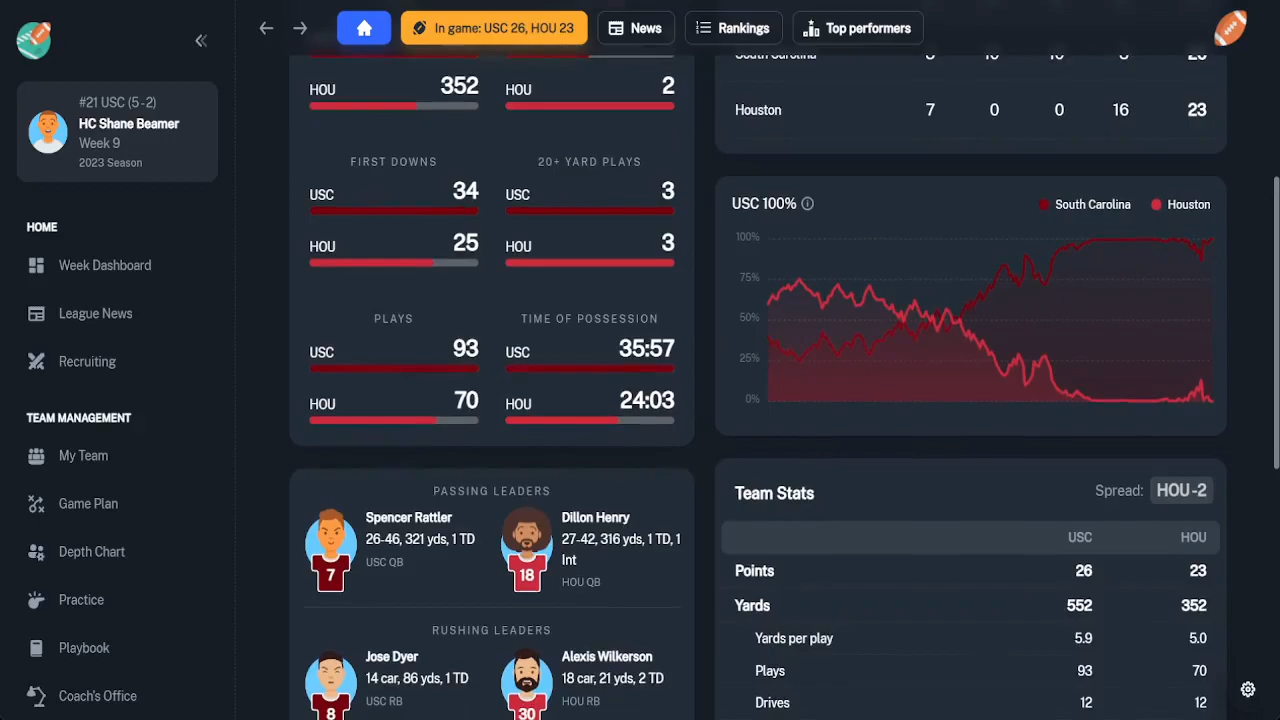 In game: USC 26, HOU 23
News
Rankings
Top performers
#21 USC (5-2)
HC Shane Beamer
Week 9
2023 Season
HOME
Week Dashboard
League News
Recruiting
TEAM MANAGEMENT
My Team
Game Plan
Depth Chart
Practice
Playbook
Coach's Office
HOU 352
HOU 2
FIRST DOWNS
USC 34
HOU 25
20+ YARD PLAYS
USC 3
HOU 3
PLAYS
USC 93
HOU 70
TIME OF POSSESSION
USC 35:57
HOU 24:03
PASSING LEADERS
Spencer Rattler
26-46, 321 yds, 1 TD
USC QB
7
Dillon Henry
27-42, 316 yds, 1 TD, 1
Int
HOU QB
18
RUSHING LEADERS
Jose Dyer
14 car, 86 yds, 1 TD
USC RB
8
Alexis Wilkerson
18 car, 21 yds, 2 TD
HOU RB
30
South Carolina
Houston 7 0 0 16 23
USC 100%
South Carolina
Houston
100%
75%
50%
25%
0%
Team Stats
Spread: HOU -2
USC HOU
Points 26 23
Yards 552 352
Yards per play 5.9 5.0
Plays 93 70
Drives 12 12